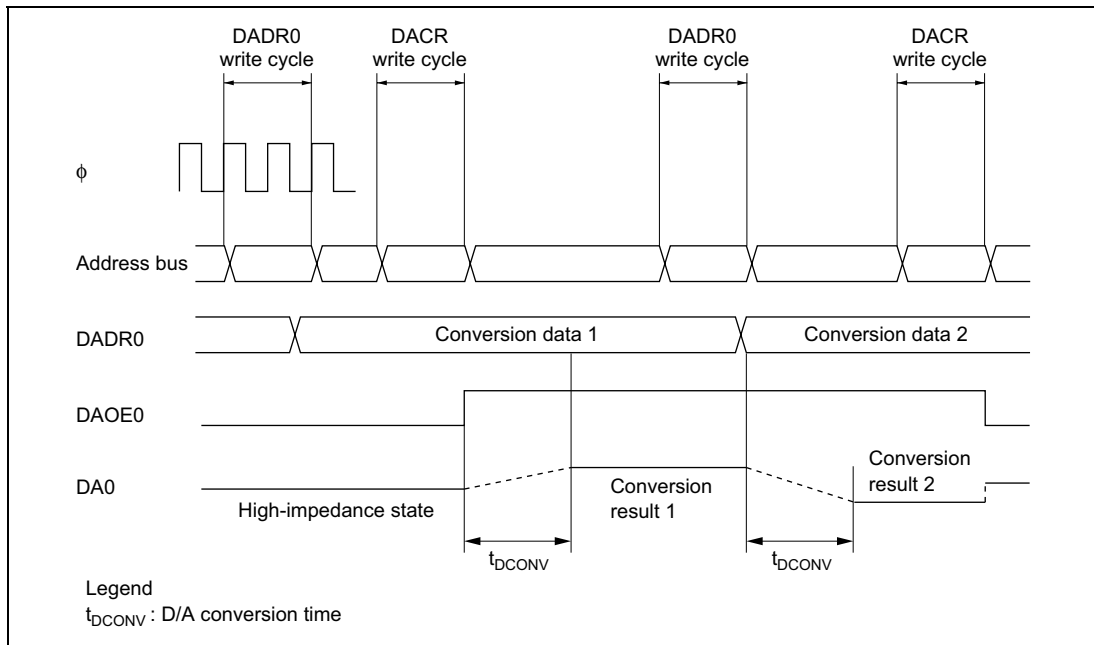 DADR0
write cycle
DACR
write cycle
DADR0
write cycle
DACR
write cycle
ϕ
Address bus
DADR0
Conversion data 1
Conversion data 2
DAOE0
DA0
High-impedance state
Conversion
result 1
Conversion
result 2
tDCONV
tDCONV
Legend
tDCONV : D/A conversion time